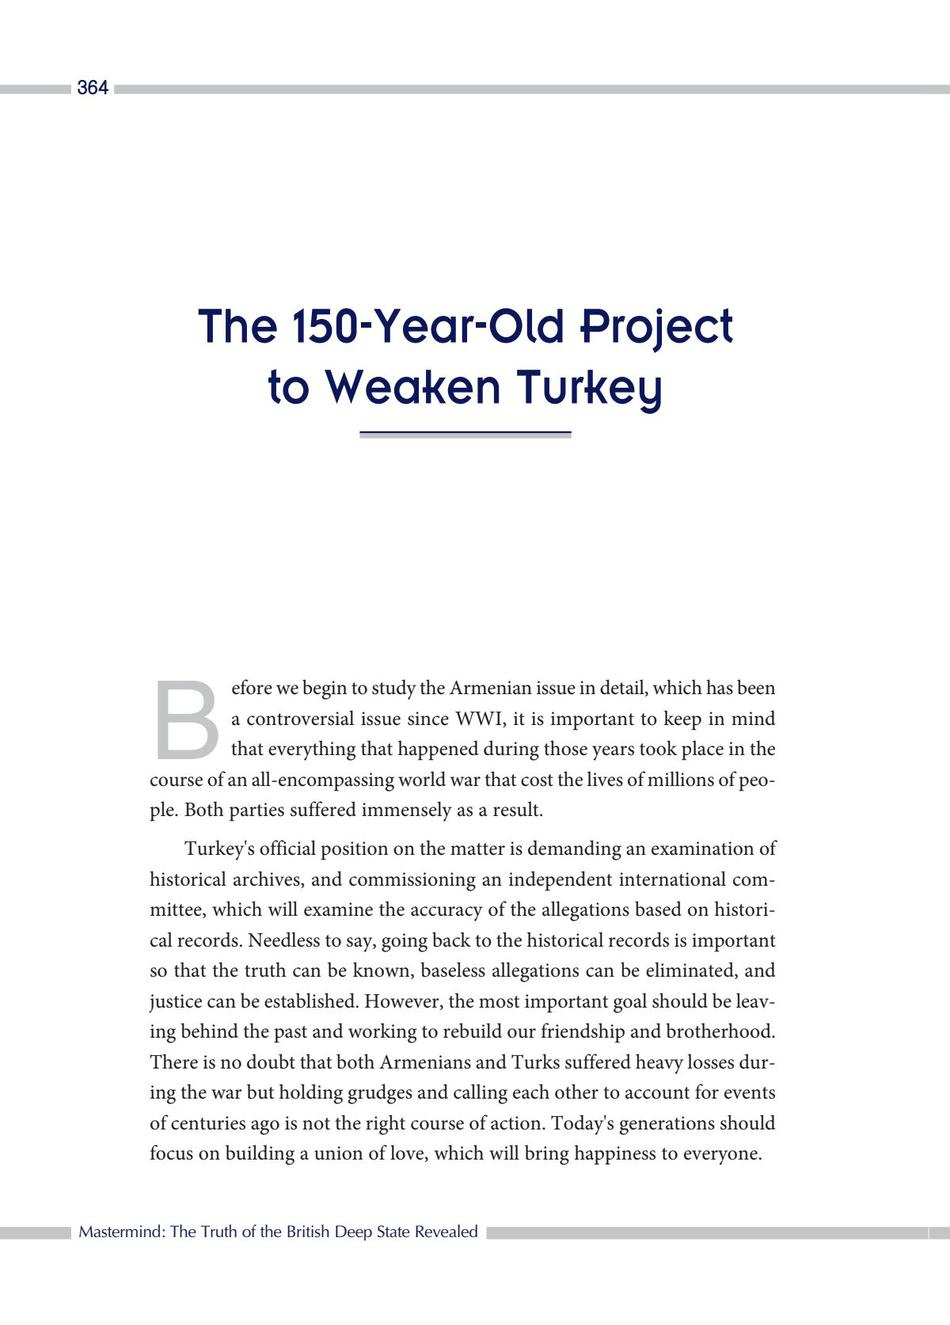 364
The 150-Year-Old Project
to Weaken Turkey
Before we begin to study the Armenian issue in detail, which has been
a controversial issue since WWI, it is important to keep in mind
that everything that happened during those years took place in the
course of an all-encompassing world war that cost the lives of millions of peo-
ple. Both parties suffered immensely as a result.
Turkey's official position on the matter is demanding an examination of
historical archives, and commissioning an independent international com-
mittee, which will examine the accuracy of the allegations based on histori-
cal records. Needless to say, going back to the historical records is important
so that the truth can be known, baseless allegations can be eliminated, and
justice can be established. However, the most important goal should be leav-
ing behind the past and working to rebuild our friendship and brotherhood.
There is no doubt that both Armenians and Turks suffered heavy losses dur-
ing the war but holding grudges and calling each other to account for events
of centuries ago is not the right course of action. Today's generations should
focus on building a union of love, which will bring happiness to everyone.
Mastermind: The Truth of the British Deep State Revealed